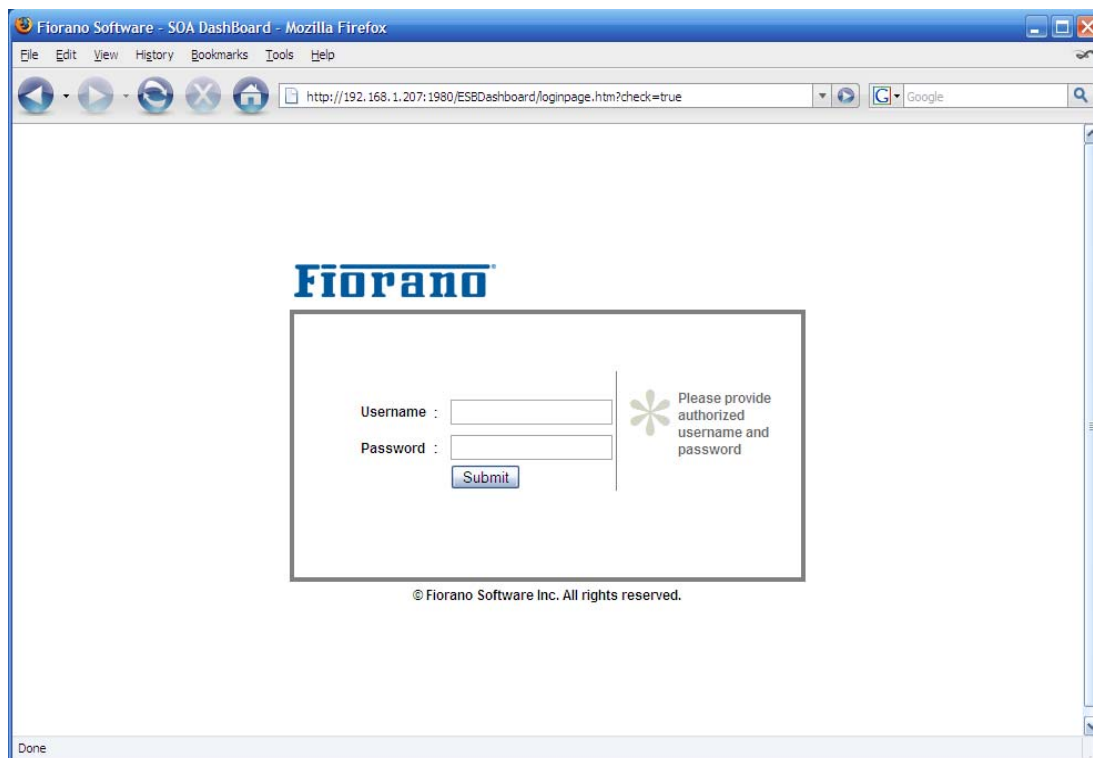 Fiorano Software - SOA DashBoard - Mozilla Firefox
File Edit View History Bookmarks Tools Help
http://192.168.1.207:1980/ESBDashboard/loginpage.htm?check=true
G Google
Fiorano
Username :
Password :
Submit
Please provide
authorized
username and
password
© Fiorano Software Inc. All rights reserved.
Done